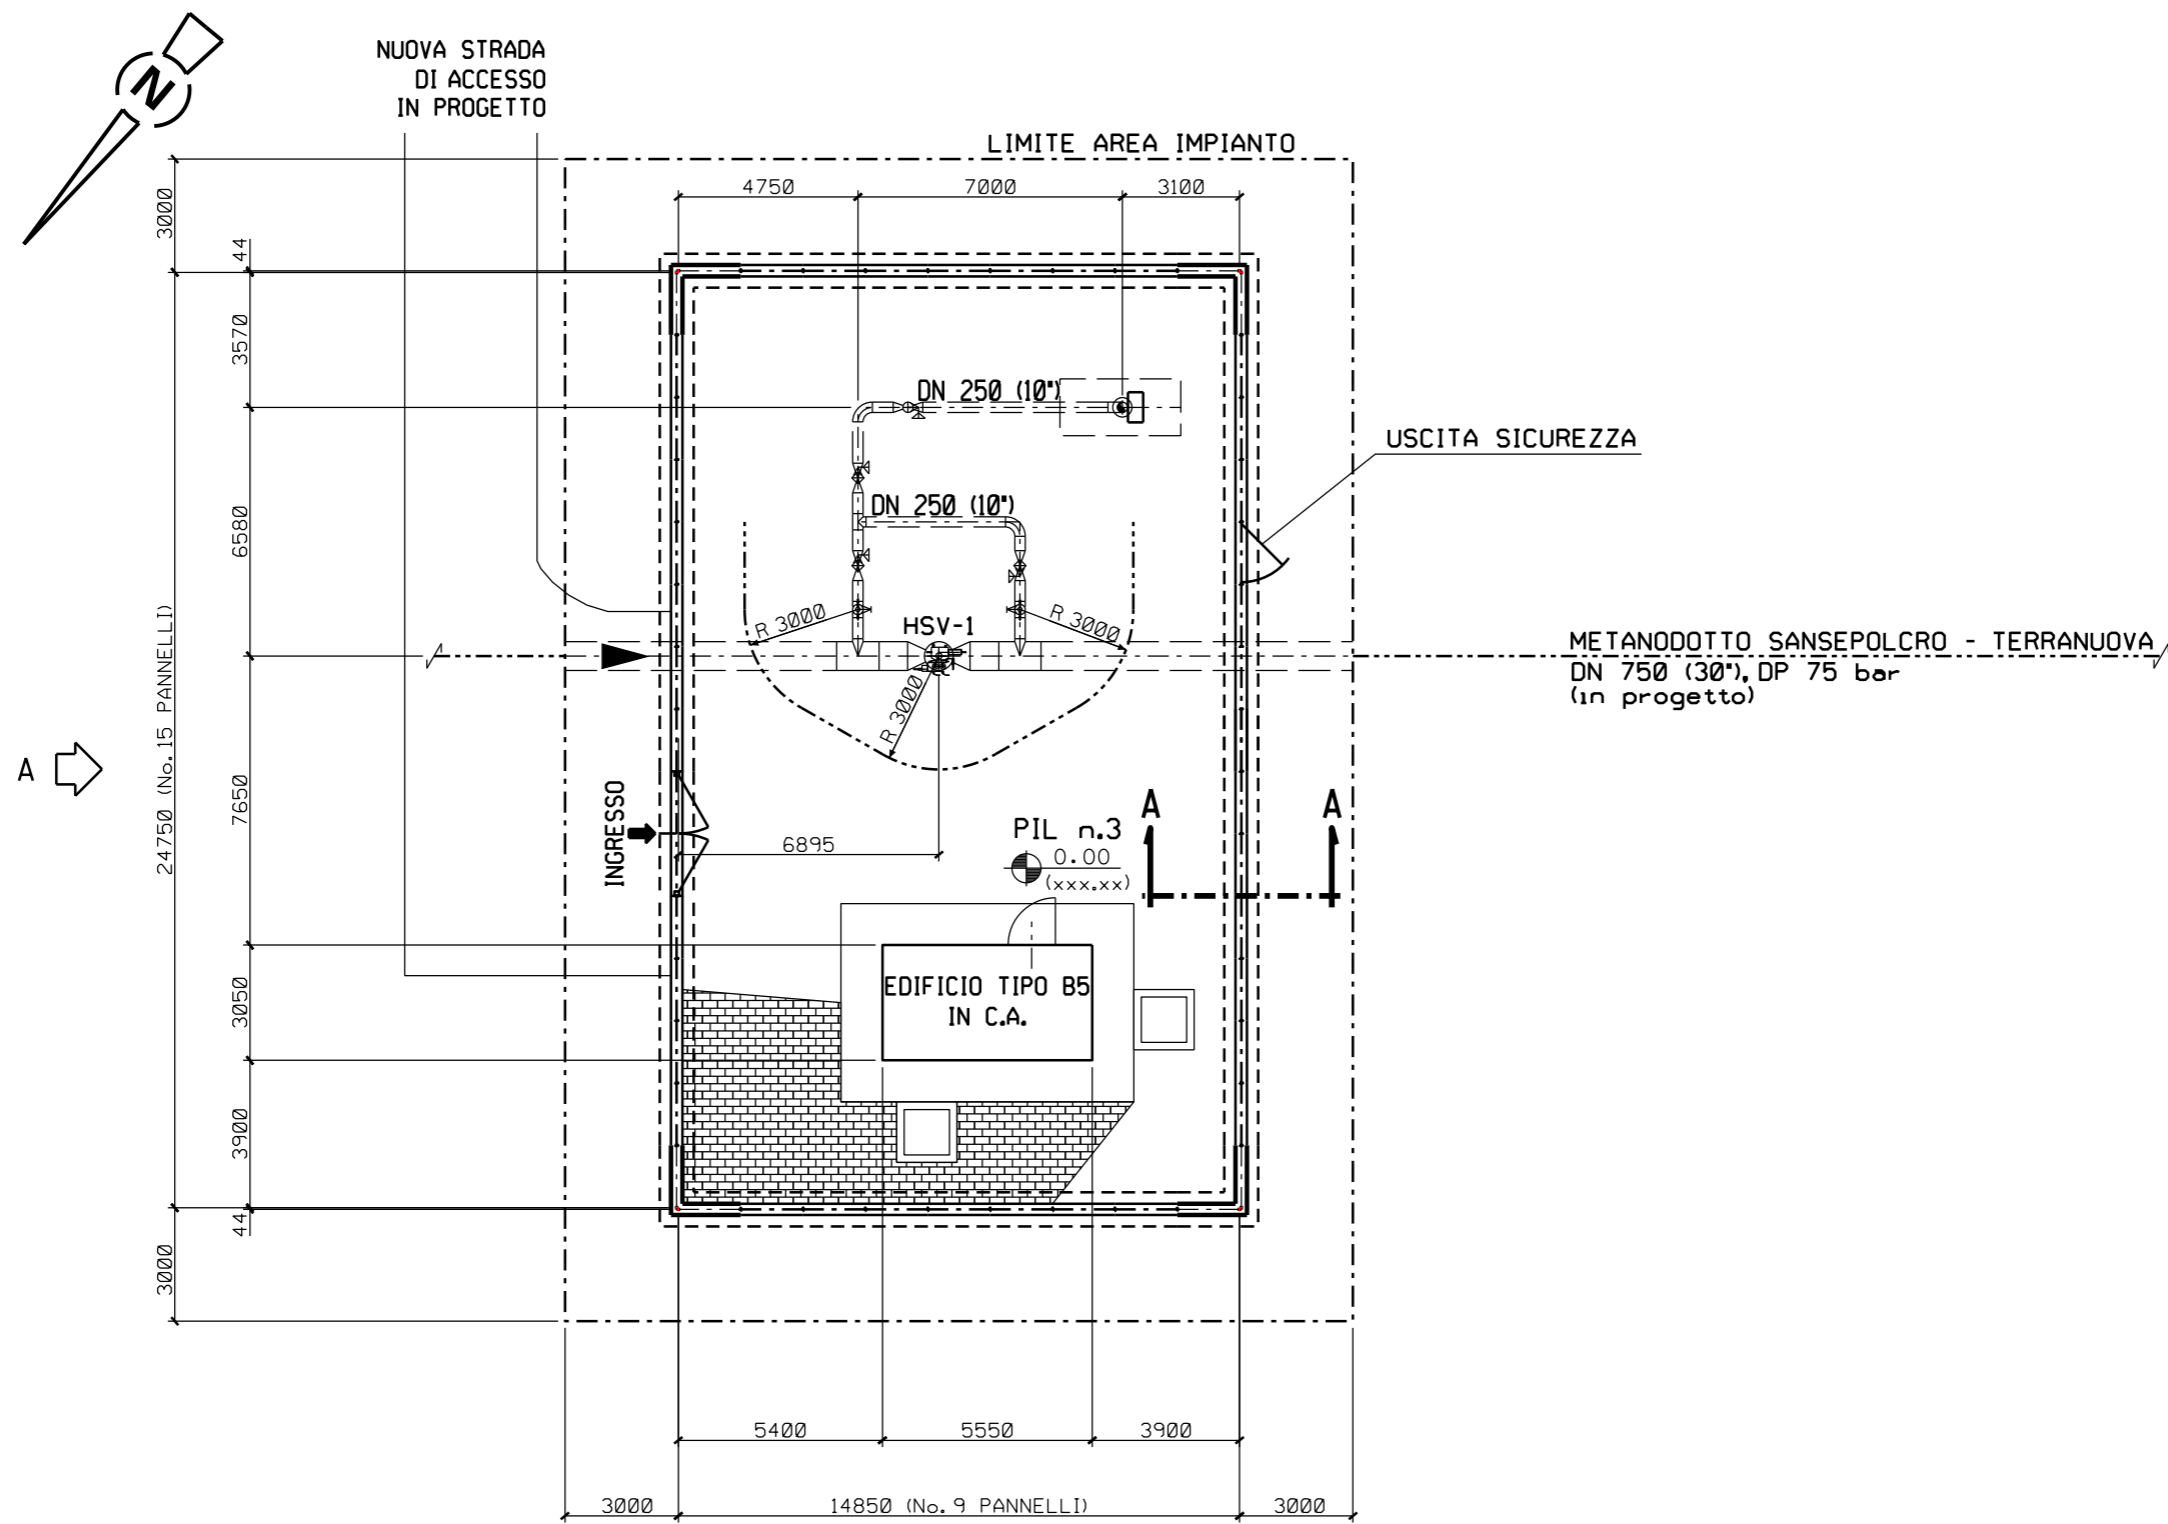 N
NUOVA STRADA
DI ACCESSO
IN PROGETTO
LIMITE AREA IMPIANTO
4750
7000
3100
3000
44
3570
DN 250 (10")
USCITA SICUREZZA
DN 250 (10")
6580
R 3000
HSV-1
R 3000
METANODOTTO SANSEPOLCRO - TERRANUOVA
DN 750 (30"), DP 75 bar
(in progetto)
R 3000
24750 (No. 15 PANNELLI)
A
7650
INGRESSO
6895
PIL n.3
0.00
(xxx.xx)
A
A
3050
EDIFICIO TIPO B5
IN C.A.
3900
44
3000
5400
5550
3900
3000
14850 (No. 9 PANNELLI)
3000